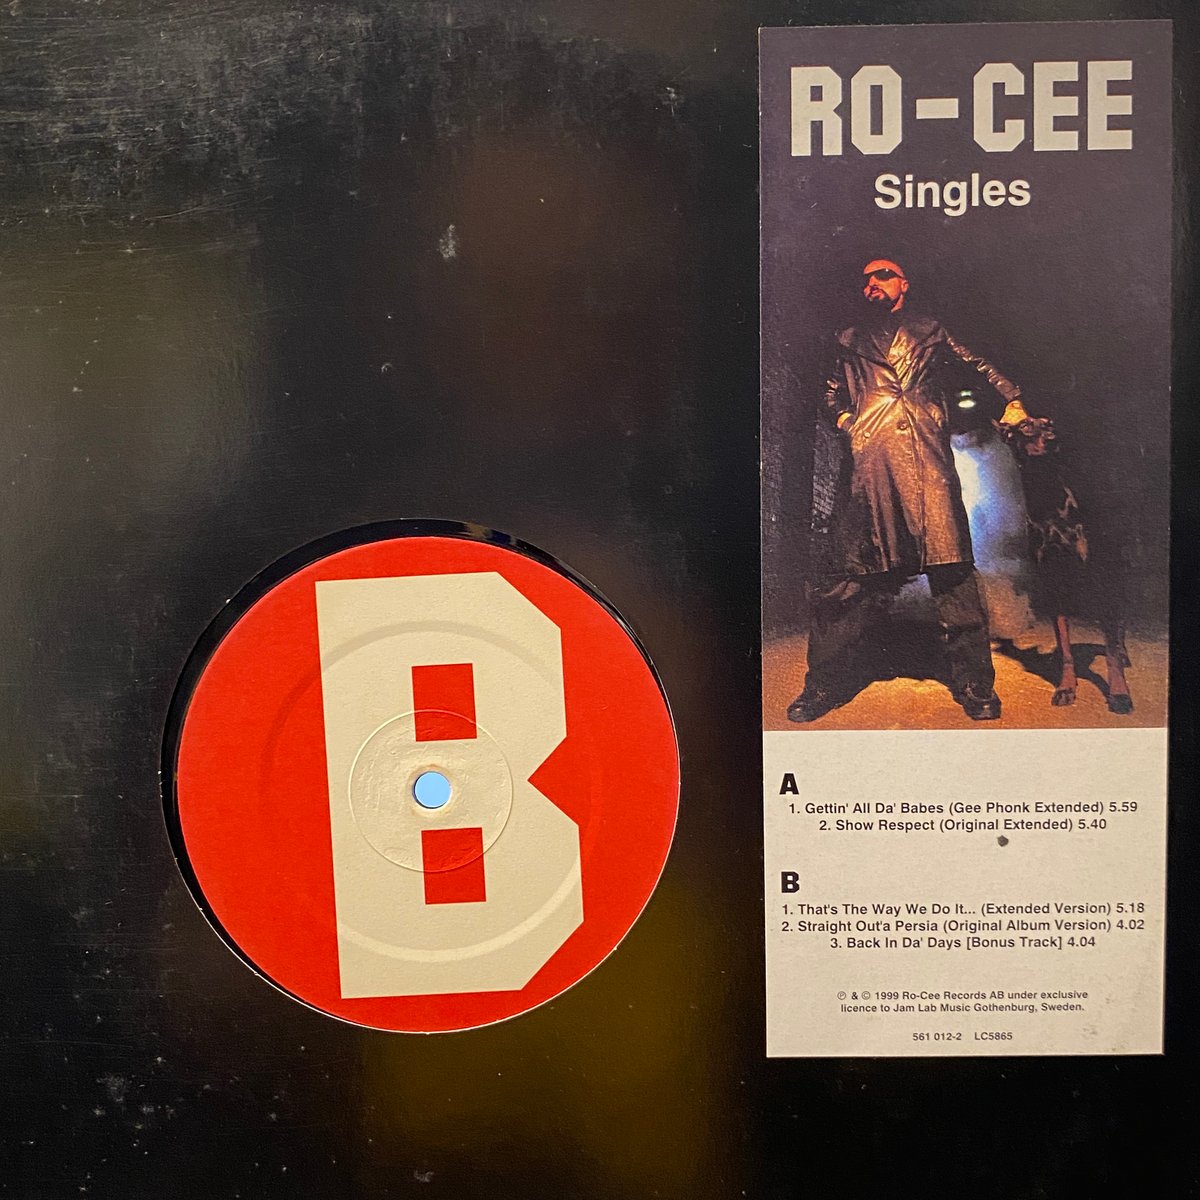 RO-CEE
Singles
B
A
1. Gettin' All Da' Babes (Gee Phonk Extended) 5.59
2. Show Respect (Original Extended) 5.40
B
1. That's The Way We Do It... (Extended Version) 5.18
2. Straight Out'a Persia (Original Album Version) 4.02
3. Back In Da' Days [Bonus Track] 4.04
℗ & © 1999 Ro-Cee Records AB under exclusive
licence to Jam Lab Music Gothenburg, Sweden.
561 012-2 LC5865